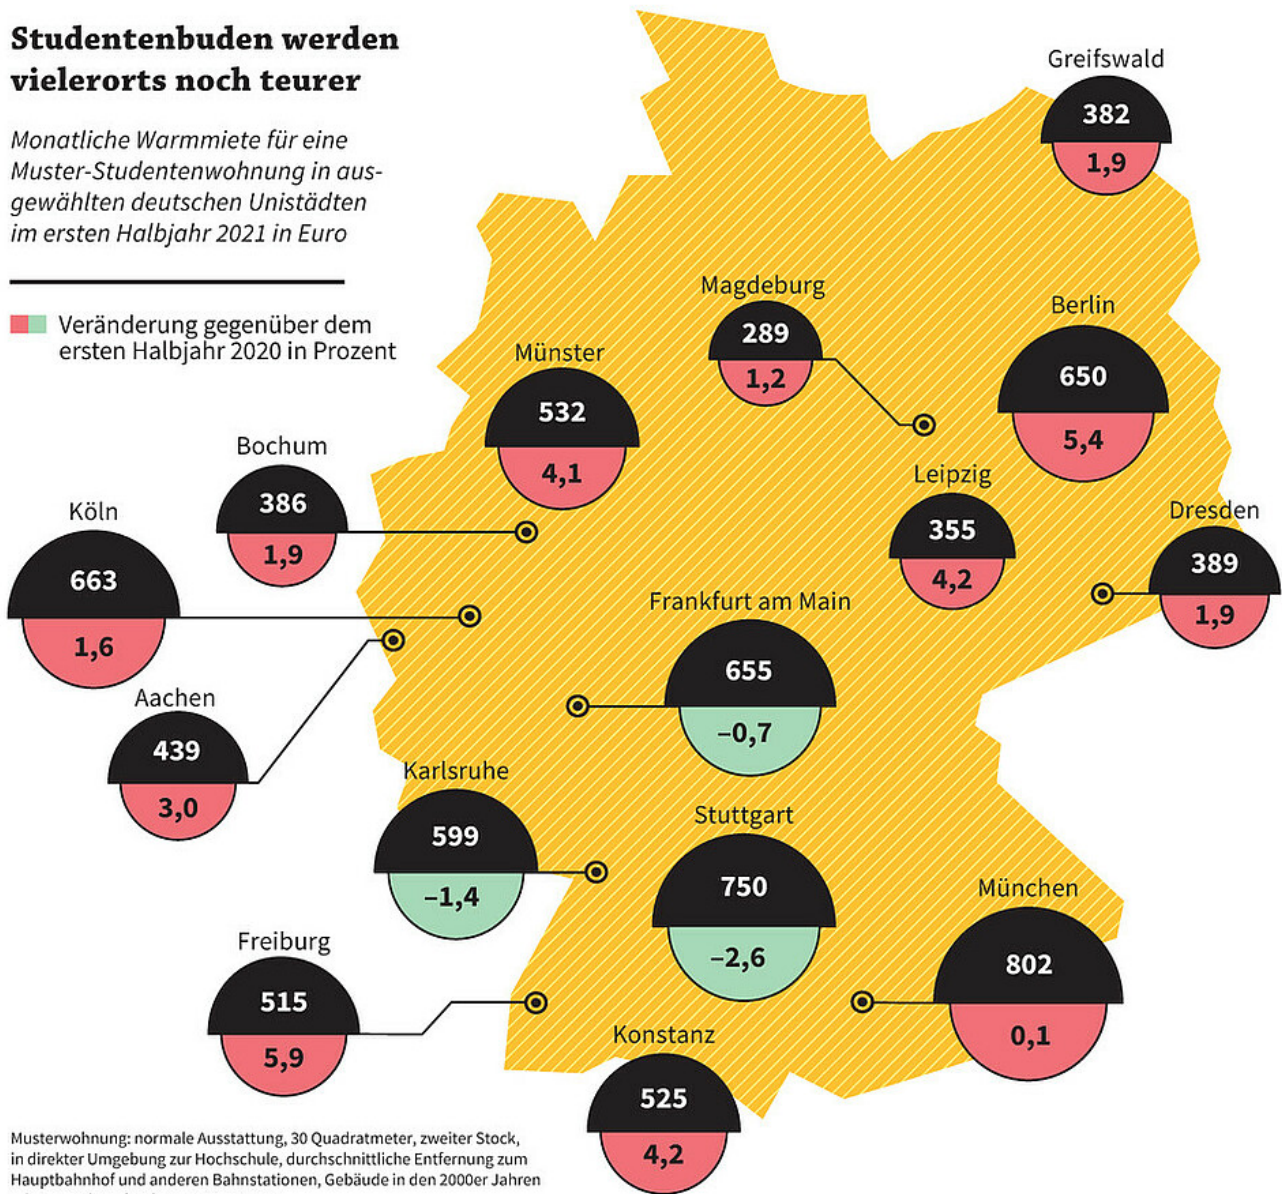 Studentenbuden werden
vielerorts noch teurer
Monatliche Warmmiete für eine
Muster-Studentenwohnung in aus-
gewählten deutschen Unistädten
im ersten Halbjahr 2021 in Euro
Veränderung gegenüber dem
ersten Halbjahr 2020 in Prozent
Greifswald
382
1,9
Magdeburg
289
1,2
Berlin
650
5,4
Münster
532
4,1
Bochum
386
1,9
Leipzig
355
4,2
Köln
663
1,6
Dresden
389
1,9
Frankfurt am Main
655
–0,7
Aachen
439
3,0
Karlsruhe
599
–1,4
Stuttgart
750
–2,6
München
802
0,1
Freiburg
515
5,9
Konstanz
525
4,2
Musterwohnung: normale Ausstattung, 30 Quadratmeter, zweiter Stock,
in direkter Umgebung zur Hochschule, durchschnittliche Entfernung zum
Hauptbahnhof und anderen Bahnstationen, Gebäude in den 2000er Jahren